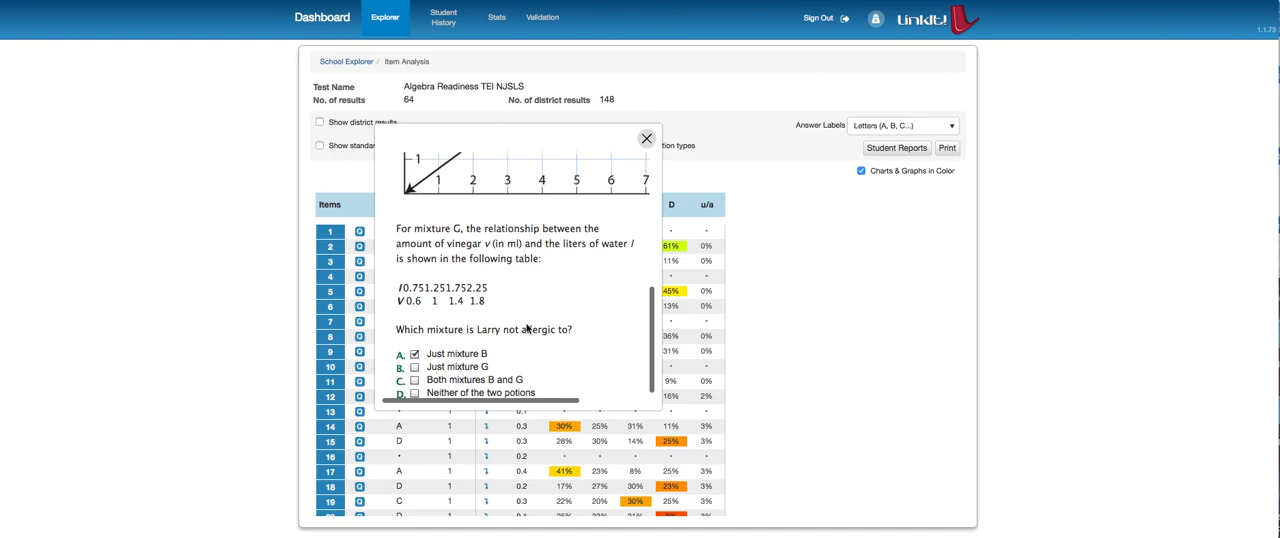 Dashboard
Explorer
Student
History
Stats
Validation
Sign Out
linkIt!
1.1.73
School Explorer / Item Analysis
Test Name Algebra Readiness TEI NJSLS
No. of results 64 No. of district results 148
Show district results
Answer Labels Letters (A, B, C...)
Show standar
tion types
Student Reports Print
Charts & Graphs in Color
1
1 2 3 4 5 6 7
Items D u/a
For mixture G, the relationship between the
amount of vinegar v (in ml) and the liters of water l
is shown in the following table:
l 0.751.251.752.25
V 0.6 1 1.4 1.8
Which mixture is Larry not allergic to?
A. Just mixture B
B. Just mixture G
C. Both mixtures B and G
D. Neither of the two potions
1 Q • •
2 Q 61% 0%
3 Q 11% 0%
4 Q • •
5 Q 45% 0%
6 Q 13% 0%
7 Q • •
8 Q 36% 0%
9 Q 31% 0%
10 Q • •
11 Q 9% 0%
12 Q 16% 2%
13 Q • 1 0.1 • • • • •
14 Q A 1 0.3 30% 25% 31% 11% 3%
15 Q D 1 0.3 28% 30% 14% 25% 3%
16 Q • 1 0.2 • • • • •
17 Q A 1 0.4 41% 23% 8% 25% 3%
18 Q D 1 0.2 17% 27% 30% 23% 3%
19 Q C 1 0.3 22% 20% 30% 25% 3%